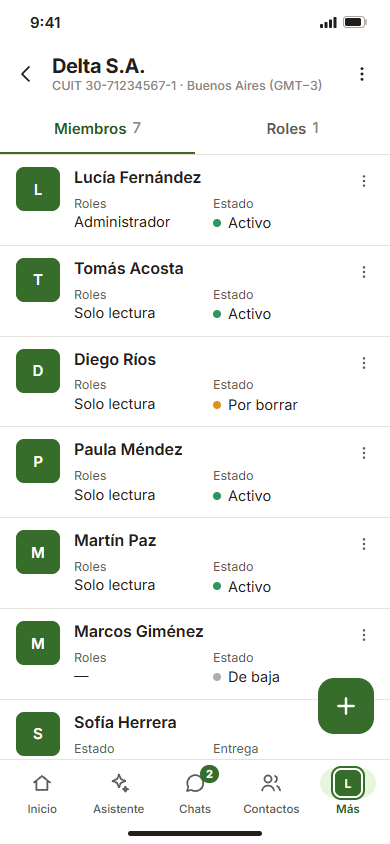 9:41
Delta S.A.
CUIT 30-71234567-1 · Buenos Aires (GMT−3)
Miembros 7
Roles 1
L
Lucía Fernández
Roles
Estado
Administrador
Activo
T
Tomás Acosta
Roles
Estado
Solo lectura
Activo
D
Diego Ríos
Roles
Estado
Solo lectura
Por borrar
P
Paula Méndez
Roles
Estado
Solo lectura
Activo
M
Martín Paz
Roles
Estado
Solo lectura
Activo
M
Marcos Giménez
Roles
Estado
—
De baja
S
Sofía Herrera
Estado
Entrega
Inicio
Asistente
2
Chats
Contactos
L
Más